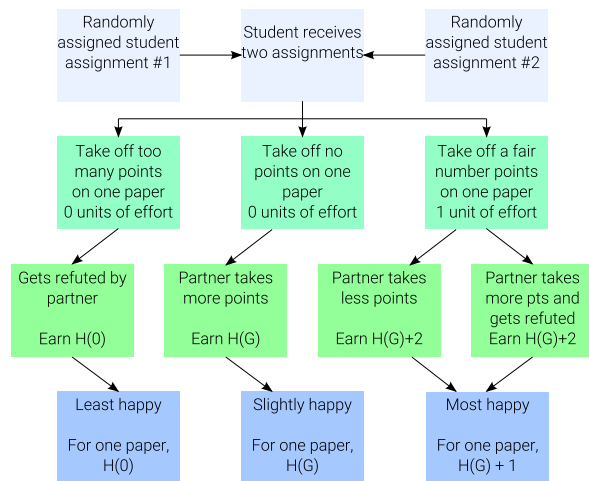 Randomly
assigned student
assignment #1
Student receives
two assignments
Randomly
assigned student
assignment #2
Take off too
many points
on one paper
0 units of effort
Take off no
points on one
paper
0 units of effort
Take off a fair
number points
on one paper
1 unit of effort
Gets refuted by
partner
Earn H(0)
Partner takes
more points
Earn H(G)
Partner takes
less points
Earn H(G)+2
Partner takes
more pts and
gets refuted
Earn H(G)+2
Least happy
For one paper,
H(0)
Slightly happy
For one paper,
H(G)
Most happy
For one paper,
H(G) + 1